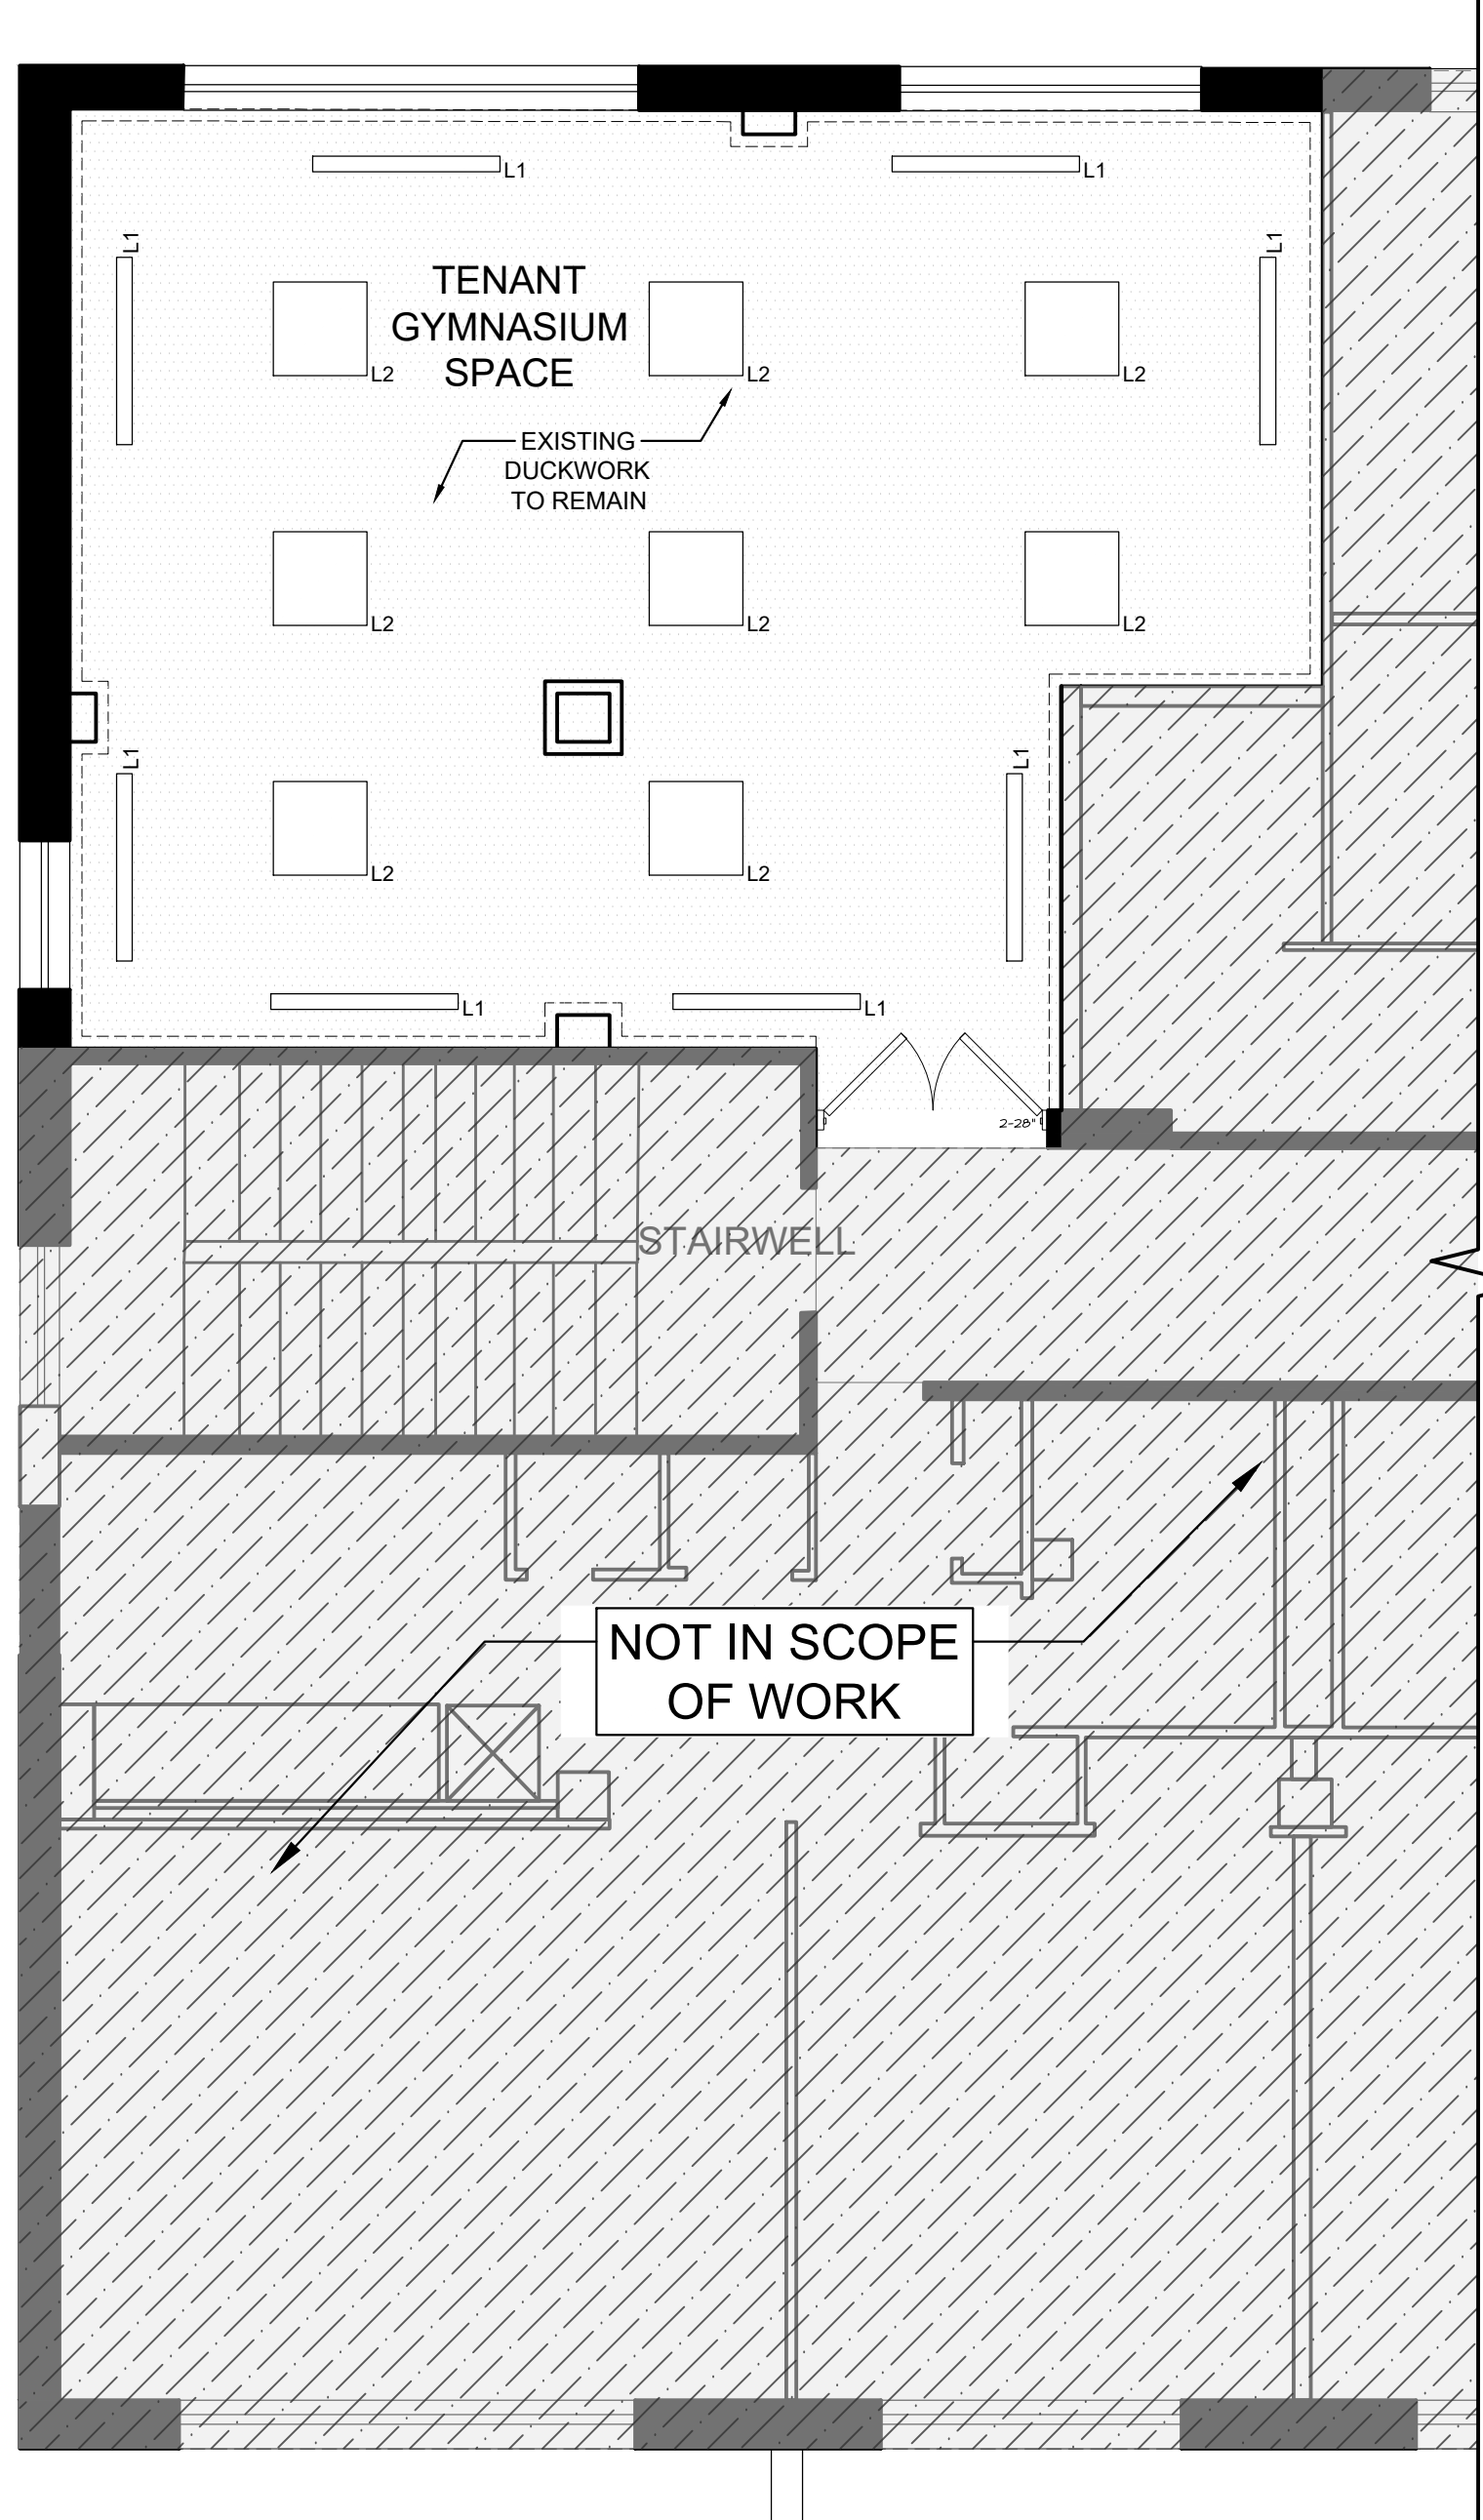 L1
L1
L1
L1
TENANT
GYMNASIUM
SPACE
L2
L2
L2
EXISTING
DUCKWORK
TO REMAIN
L2
L2
L2
L1
L1
L2
L2
L1
L1
2-28"
STAIRWELL
NOT IN SCOPE
OF WORK